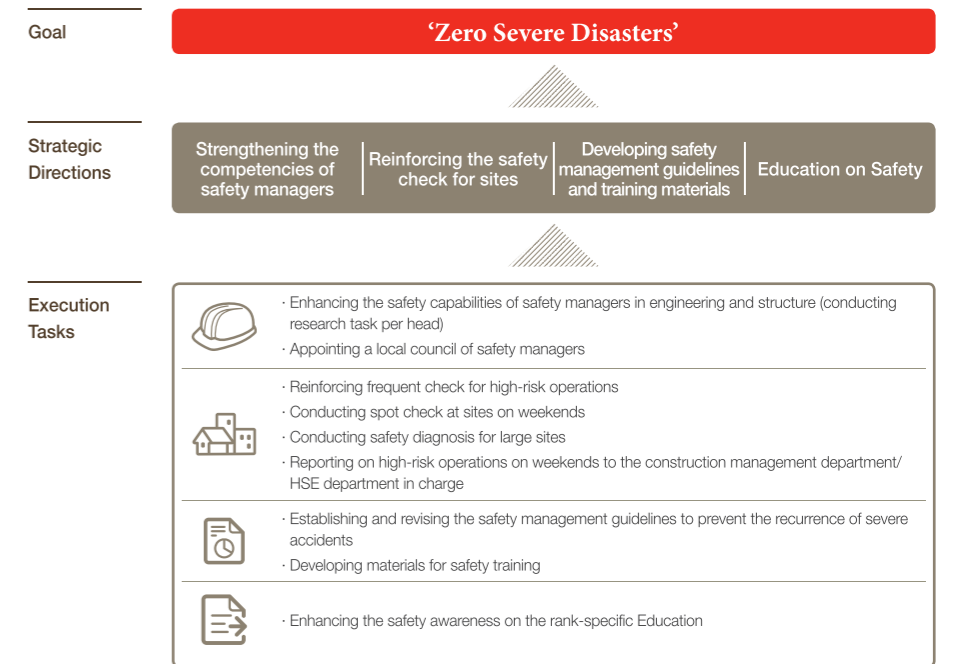 Goal
‘Zero Severe Disasters’
Strategic
Directions
Strengthening the
competencies of
safety managers
Reinforcing the safety
check for sites
Developing safety
management guidelines
and training materials
Education on Safety
Execution
Tasks
· Enhancing the safety capabilities of safety managers in engineering and structure (conducting
research task per head)
· Appointing a local council of safety managers
· Reinforcing frequent check for high-risk operations
· Conducting spot check at sites on weekends
· Conducting safety diagnosis for large sites
· Reporting on high-risk operations on weekends to the construction management department/
HSE department in charge
· Establishing and revising the safety management guidelines to prevent the recurrence of severe
accidents
· Developing materials for safety training
· Enhancing the safety awareness on the rank-specific Education